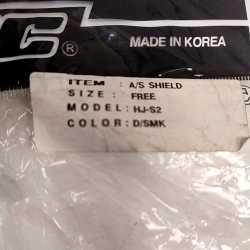 C®
MADE IN KOREA
ITEM : A/S SHIELD
SIZE : FREE
MODEL : HJ-S2
COLOR : D/SMK